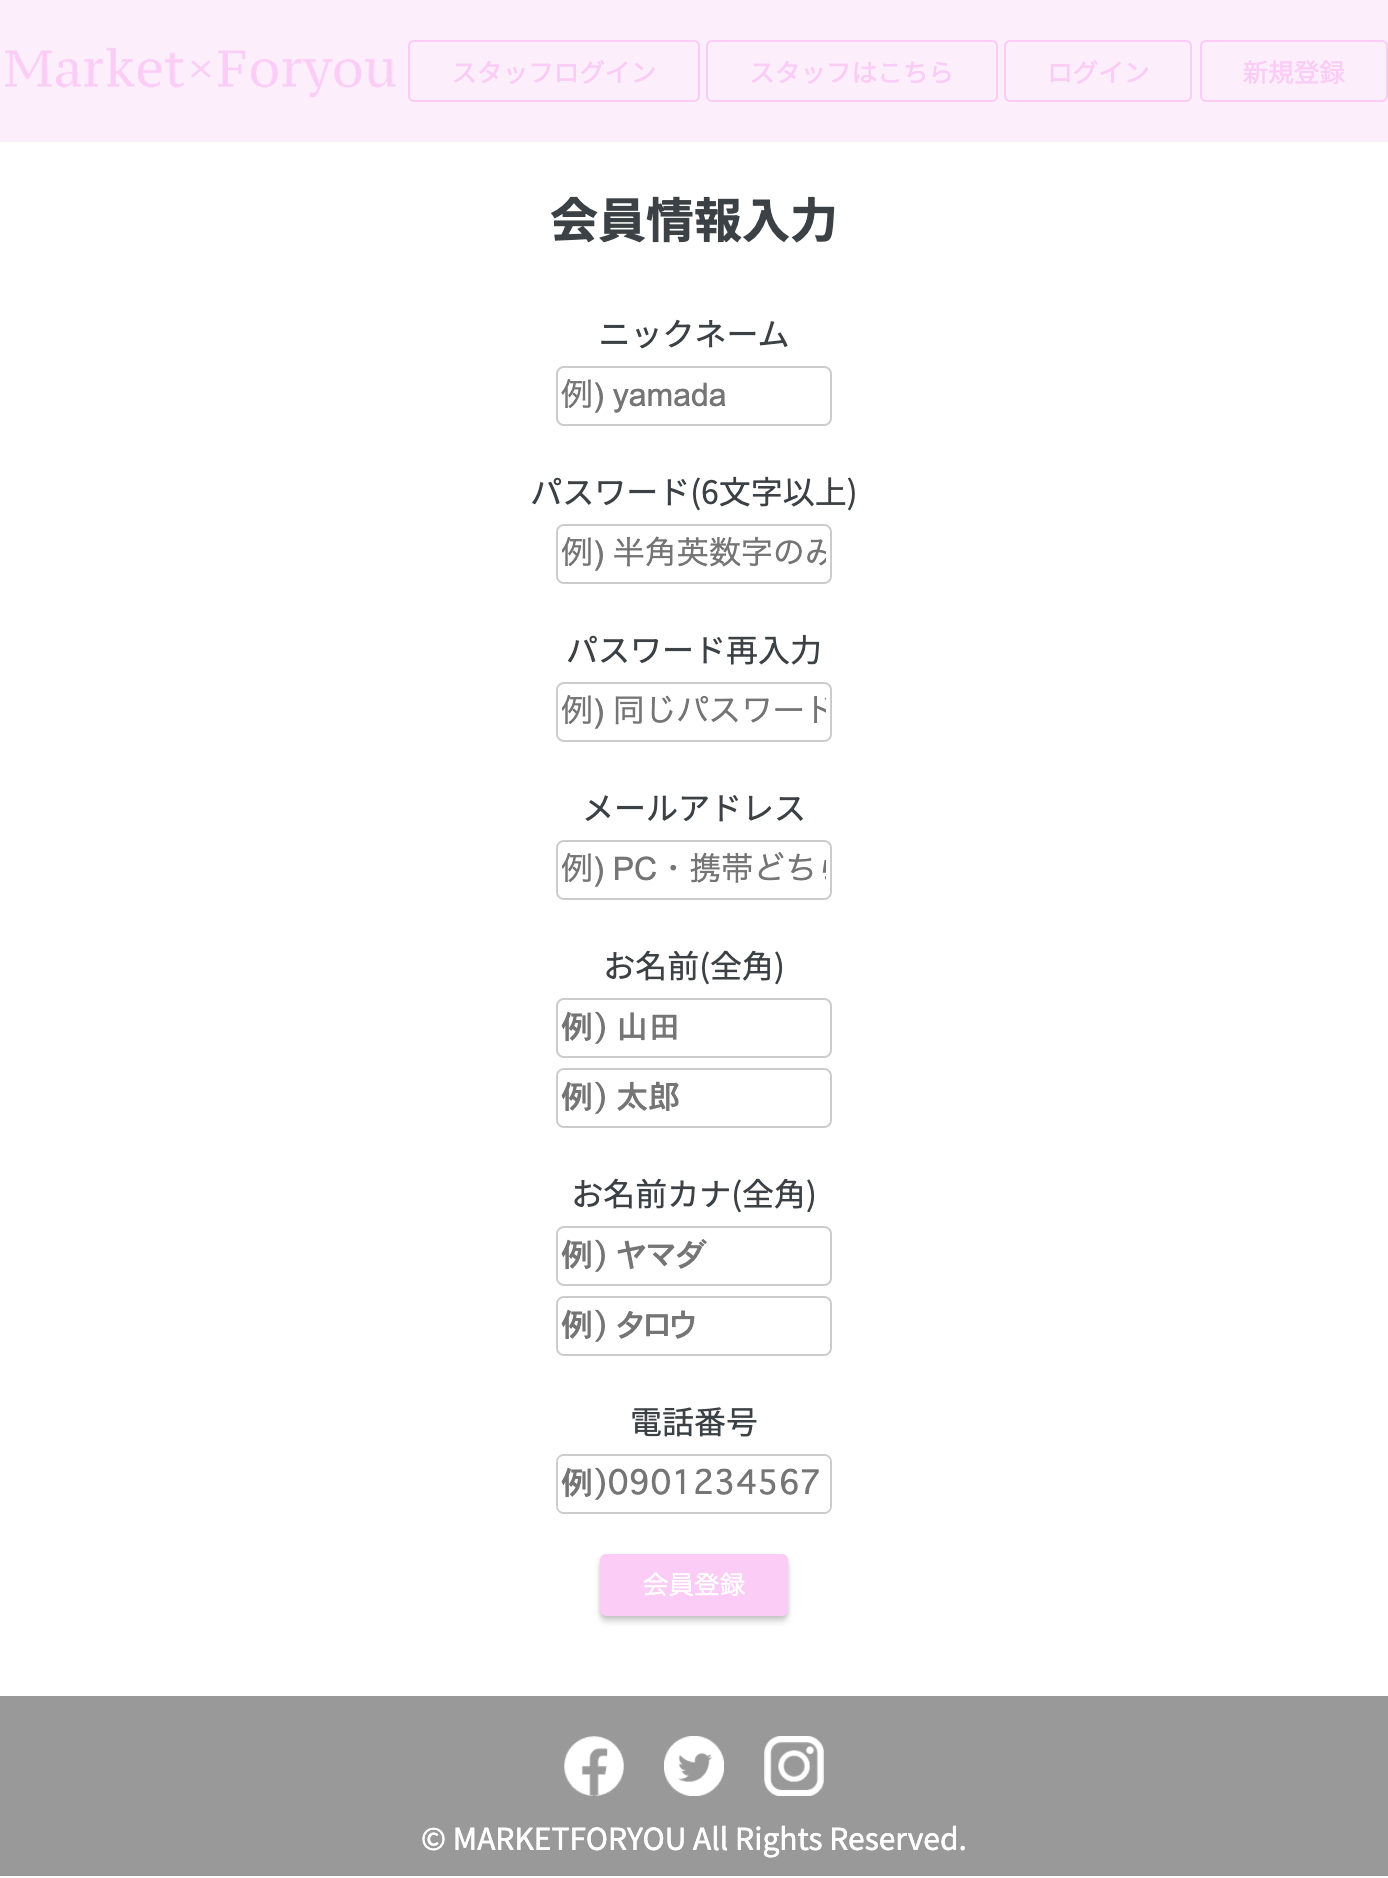 Market×Foryou スタッフログイン スタッフはこちら ログイン 新規登録
会員情報入力
ニックネーム
例) yamada
パスワード(6文字以上)
例) 半角英数字のみ
パスワード再入力
例) 同じパスワード
メールアドレス
例) PC・携帯どちら
お名前(全角)
例) 山田
例) 太郎
お名前カナ(全角)
例) ヤマダ
例) タロウ
電話番号
例)0901234567
会員登録
© MARKETFORYOU All Rights Reserved.